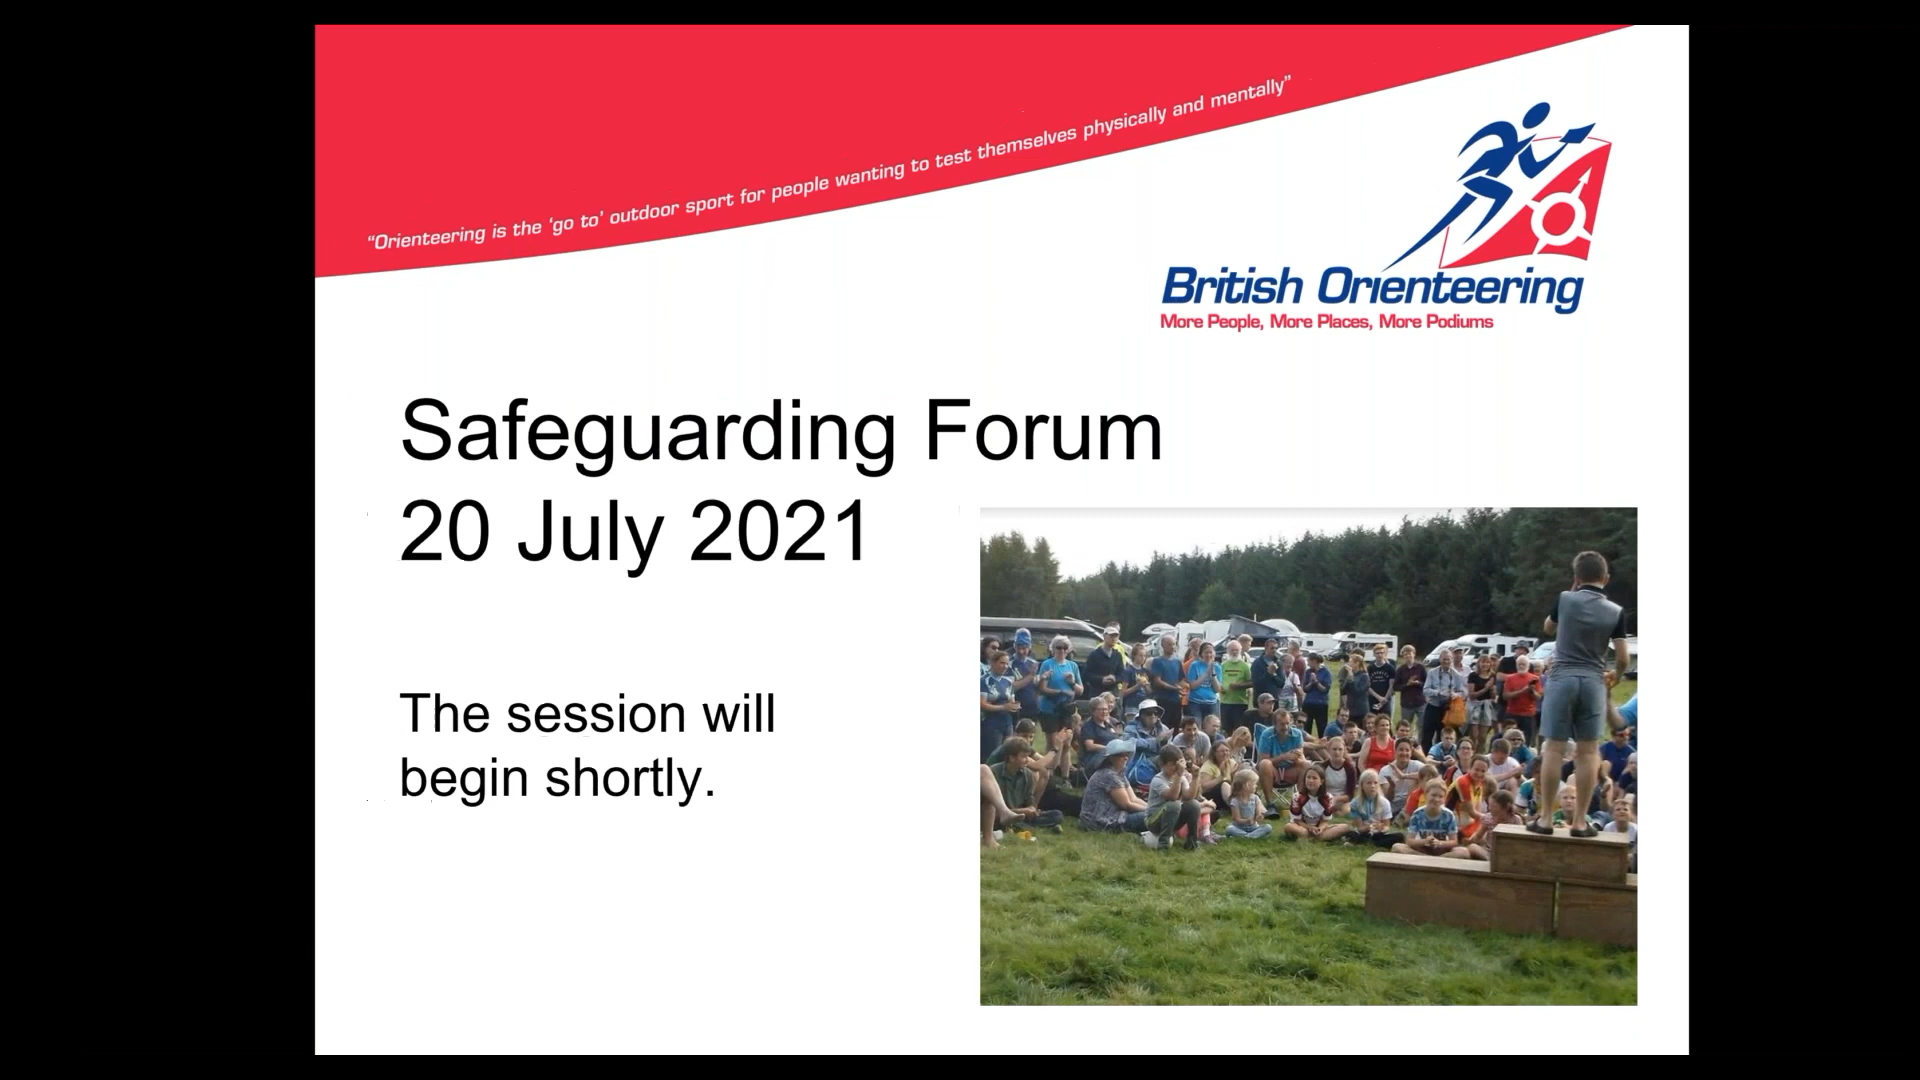 “Orienteering is the ‘go to’ outdoor sport for people wanting to test themselves physically and mentally”
British Orienteering
More People, More Places, More Podiums
Safeguarding Forum
20 July 2021
The session will
begin shortly.